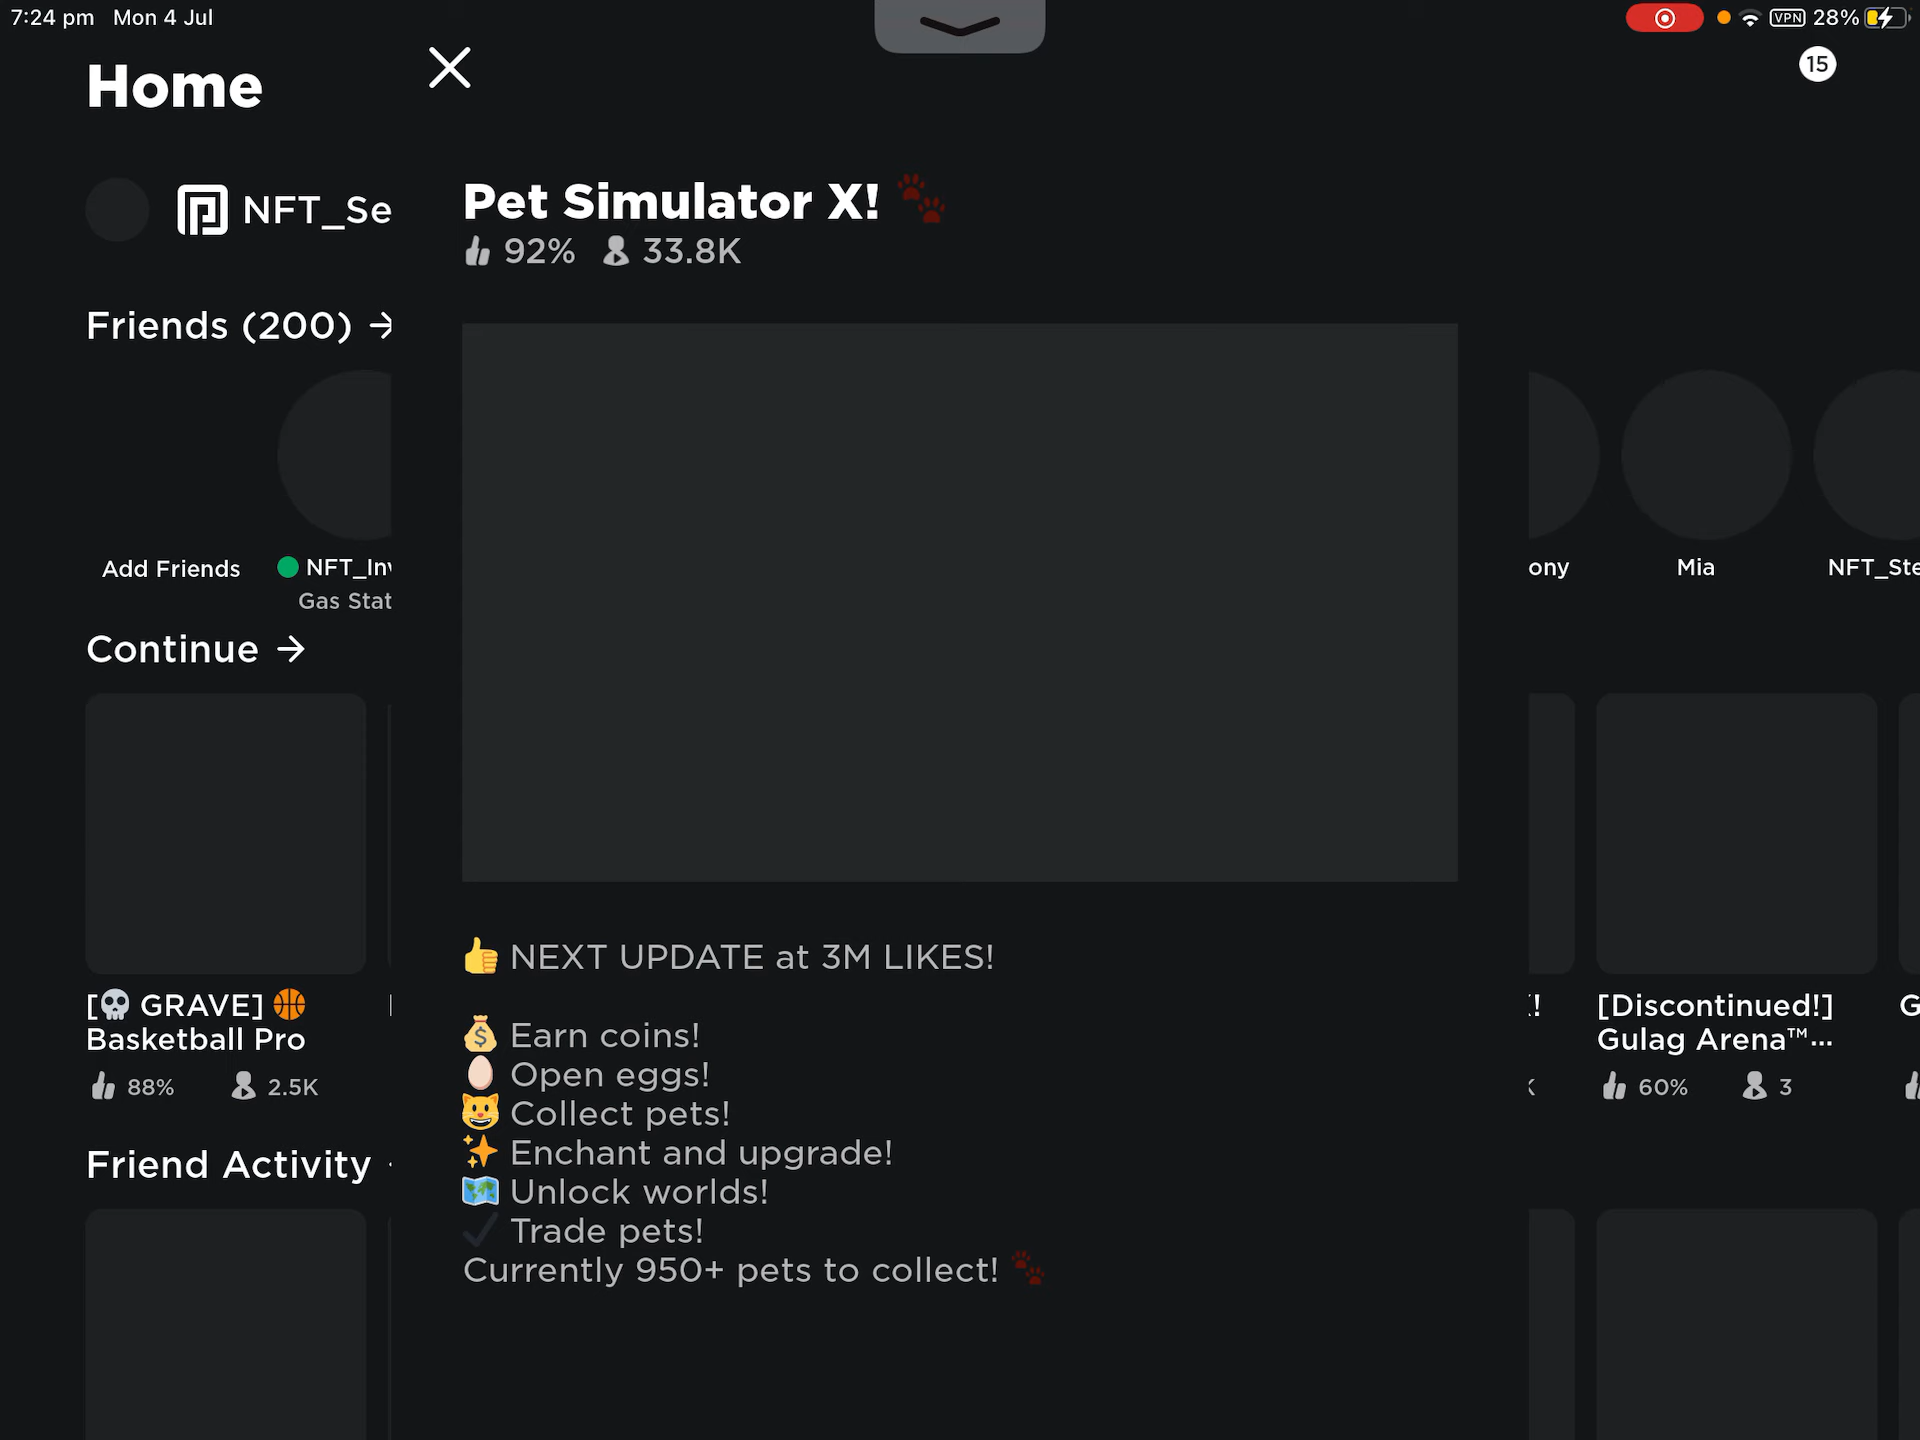 7:24 pm Mon 4 Jul
VPN 28%
15
Home
NFT_Se
Friends (200)
Add Friends
NFT_Inv
Gas Stat
ony
Mia
NFT_Ste
Continue
[💀 GRAVE] 🏀
Basketball Pro
88% 2.5K
Friend Activity
Pet Simulator X! 🐾
92% 33.8K
👍 NEXT UPDATE at 3M LIKES!
💰 Earn coins!
🥚 Open eggs!
😺 Collect pets!
✨ Enchant and upgrade!
🗺️ Unlock worlds!
✔️ Trade pets!
Currently 950+ pets to collect! 🐾
[Discontinued!]
Gulag Arena™...
60% 3